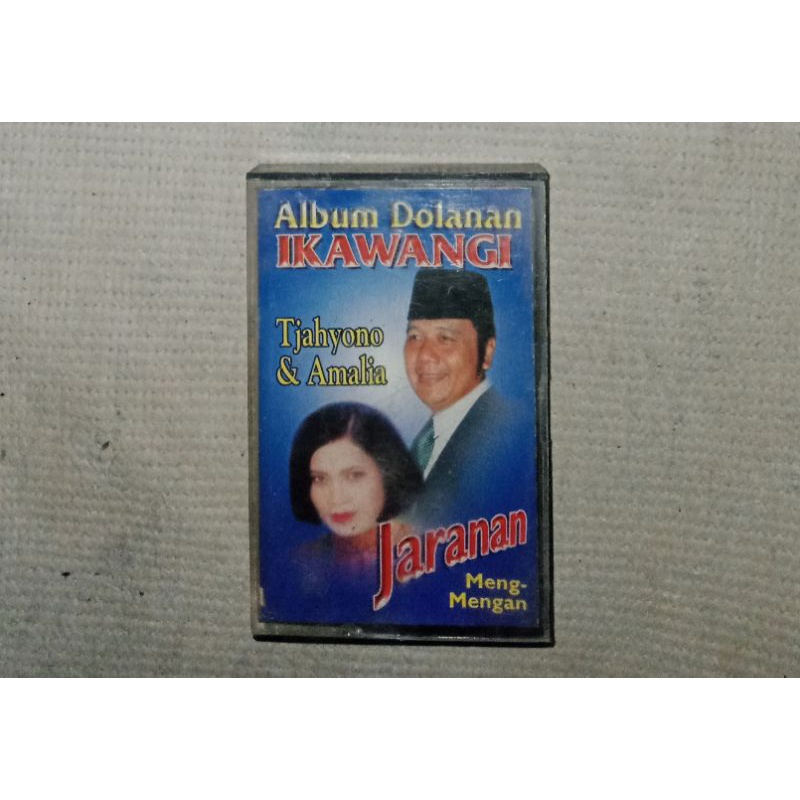 Album Dolanan
IKAWANGI
Tjahyono
& Amalia
Jaranan
Meng-
Mengan